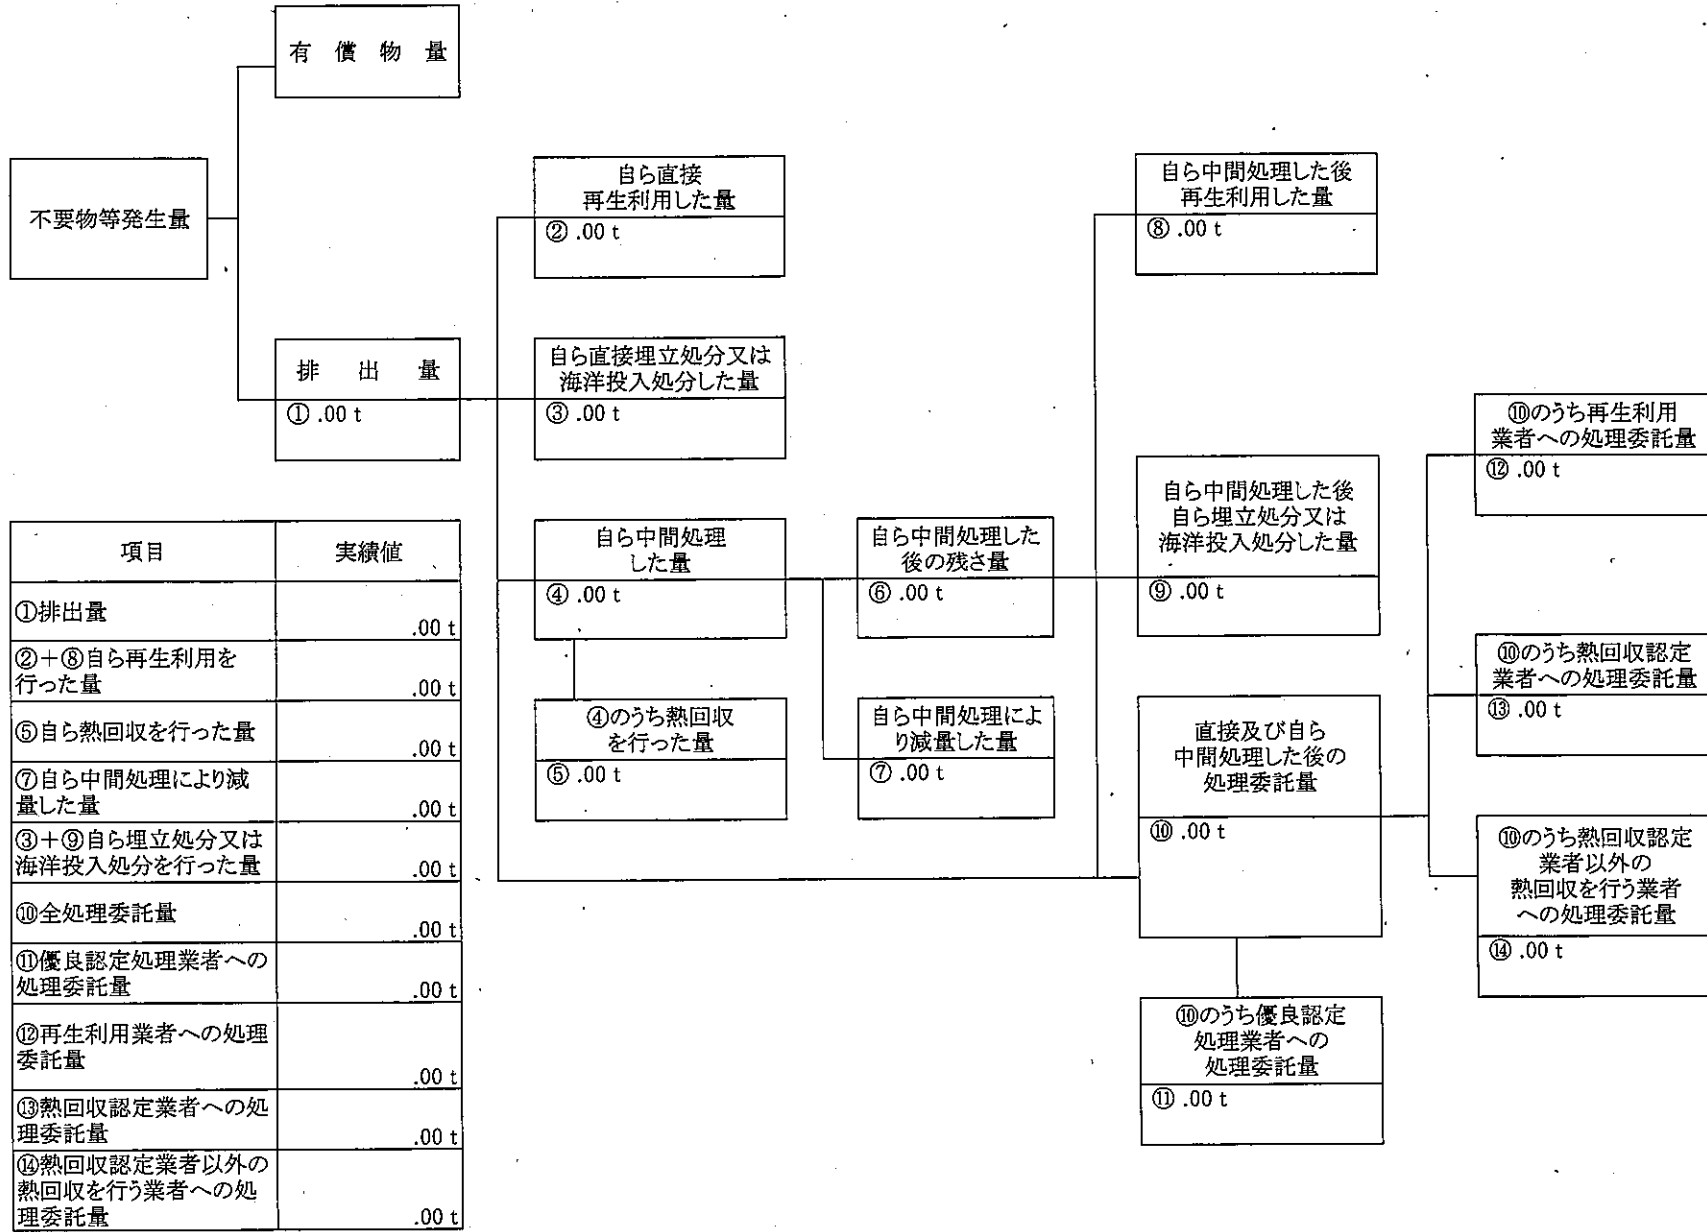 有償物量
不要物等発生量
排出量
① .00 t
自ら直接
再生利用した量
② .00 t
自ら直接埋立処分又は
海洋投入処分した量
③ .00 t
自ら中間処理
した量
④ .00 t
④のうち熱回収
を行った量
⑤ .00 t
自ら中間処理した
後の残さ量
⑥ .00 t
自ら中間処理によ
り減量した量
⑦ .00 t
自ら中間処理した後
再生利用した量
⑧ .00 t
自ら中間処理した後
自ら埋立処分又は
海洋投入処分した量
⑨ .00 t
直接及び自ら
中間処理した後の
処理委託量
⑩ .00 t
⑩のうち優良認定
処理業者への
処理委託量
⑪ .00 t
⑩のうち再生利用
業者への処理委託量
⑫ .00 t
⑩のうち熱回収認定
業者への処理委託量
⑬ .00 t
⑩のうち熱回収認定
業者以外の
熱回収を行う業者
への処理委託量
⑭ .00 t
項目 実績値
①排出量
.00 t
②＋⑧自ら再生利用を
行った量 .00 t
⑤自ら熱回収を行った量
.00 t
⑦自ら中間処理により減
量した量 .00 t
③＋⑨自ら埋立処分又は
海洋投入処分を行った量 .00 t
⑩全処理委託量
.00 t
⑪優良認定処理業者への
処理委託量 .00 t
⑫再生利用業者への処理
委託量
.00 t
⑬熱回収認定業者への処
理委託量 .00 t
⑭熱回収認定業者以外の
熱回収を行う業者への処
理委託量 .00 t